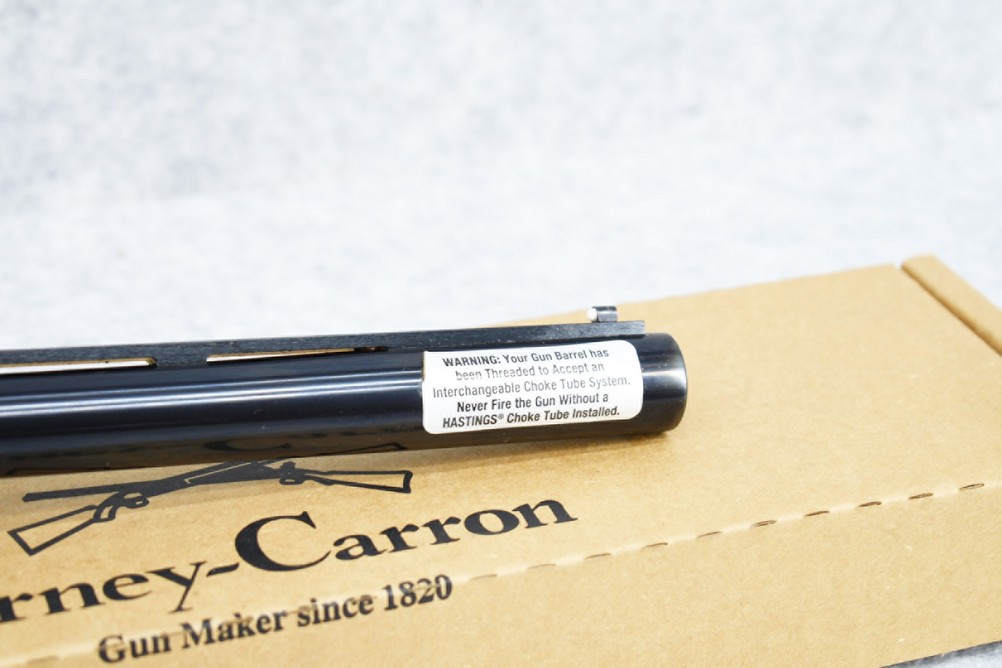 WARNING: Your Gun Barrel has
been Threaded to Accept an
Interchangeable Choke Tube System.
Never Fire the Gun Without a
HASTINGS® Choke Tube Installed.
rney-Carron
Gun Maker since 1820